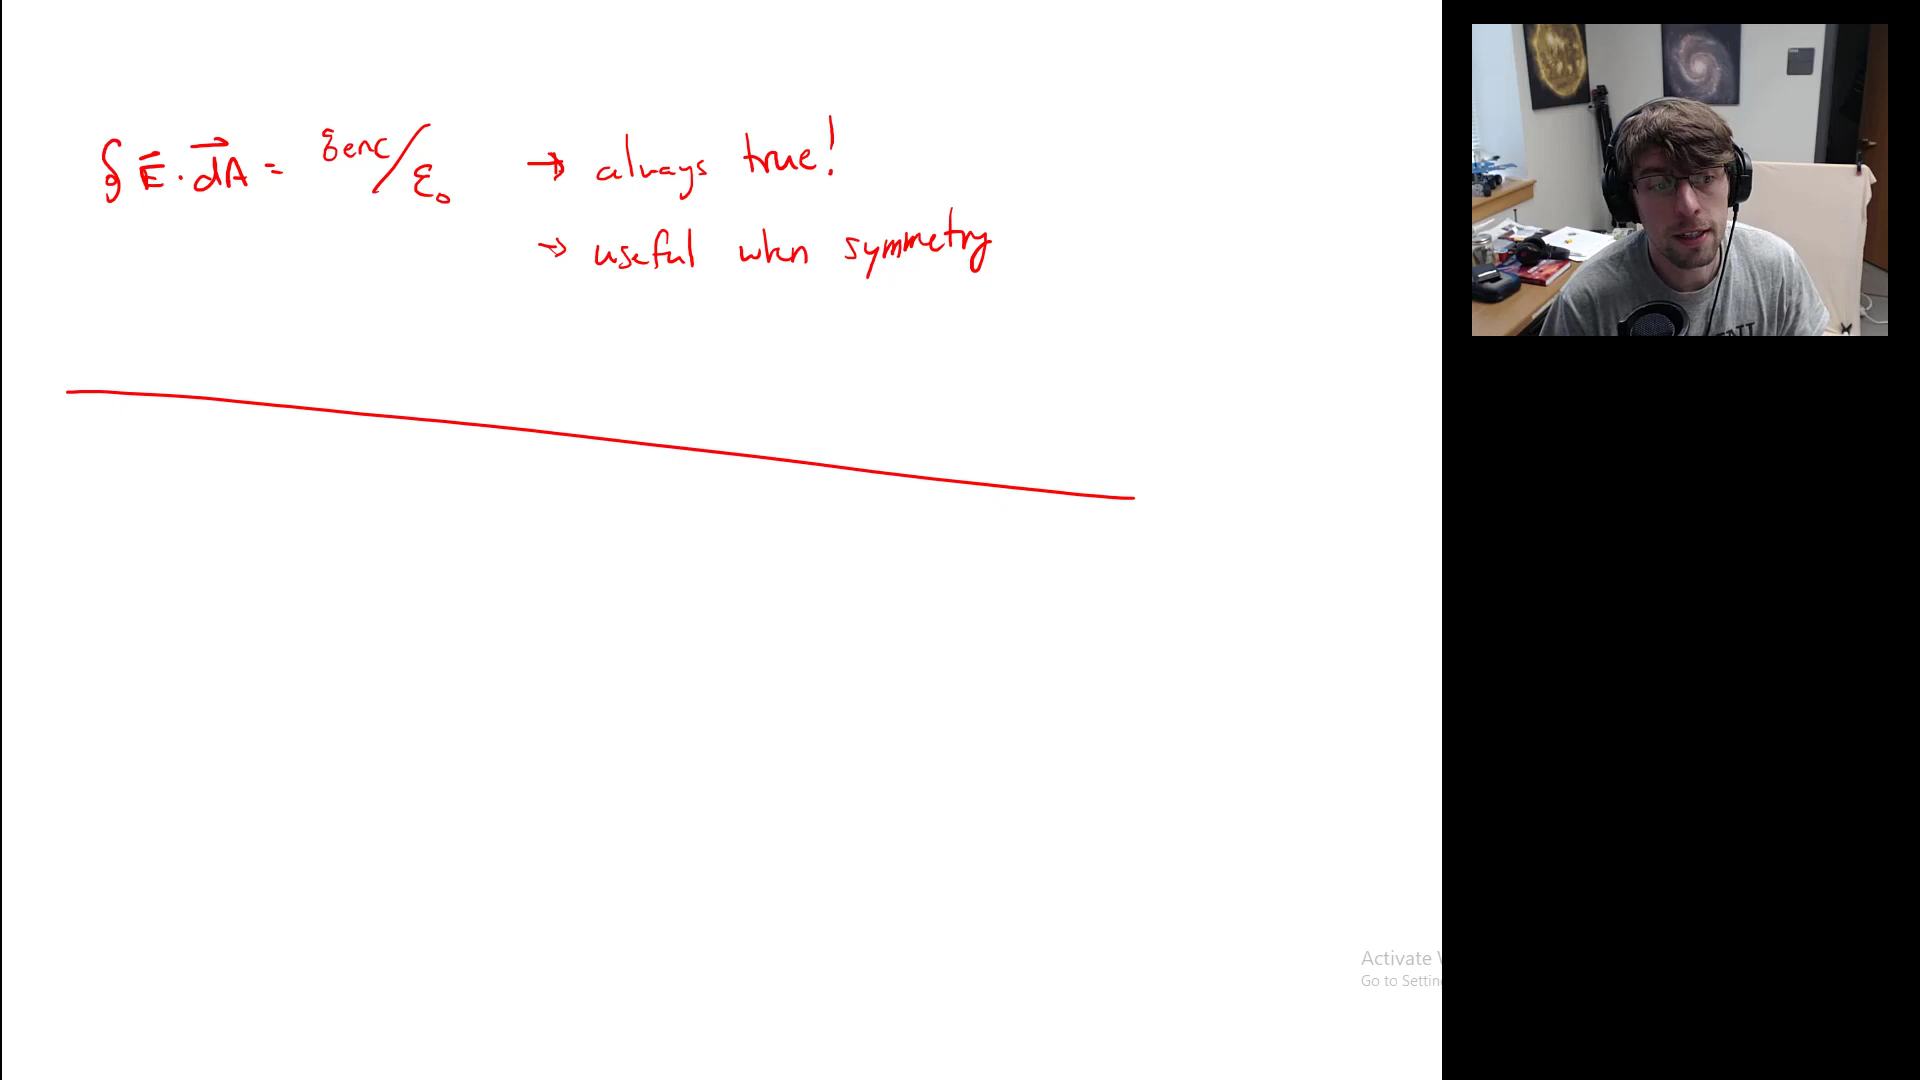 ∮ E⃗ · dA⃗ = qenc/ε₀ → always true!
→ useful when symmetry
Activate
Go to Settin